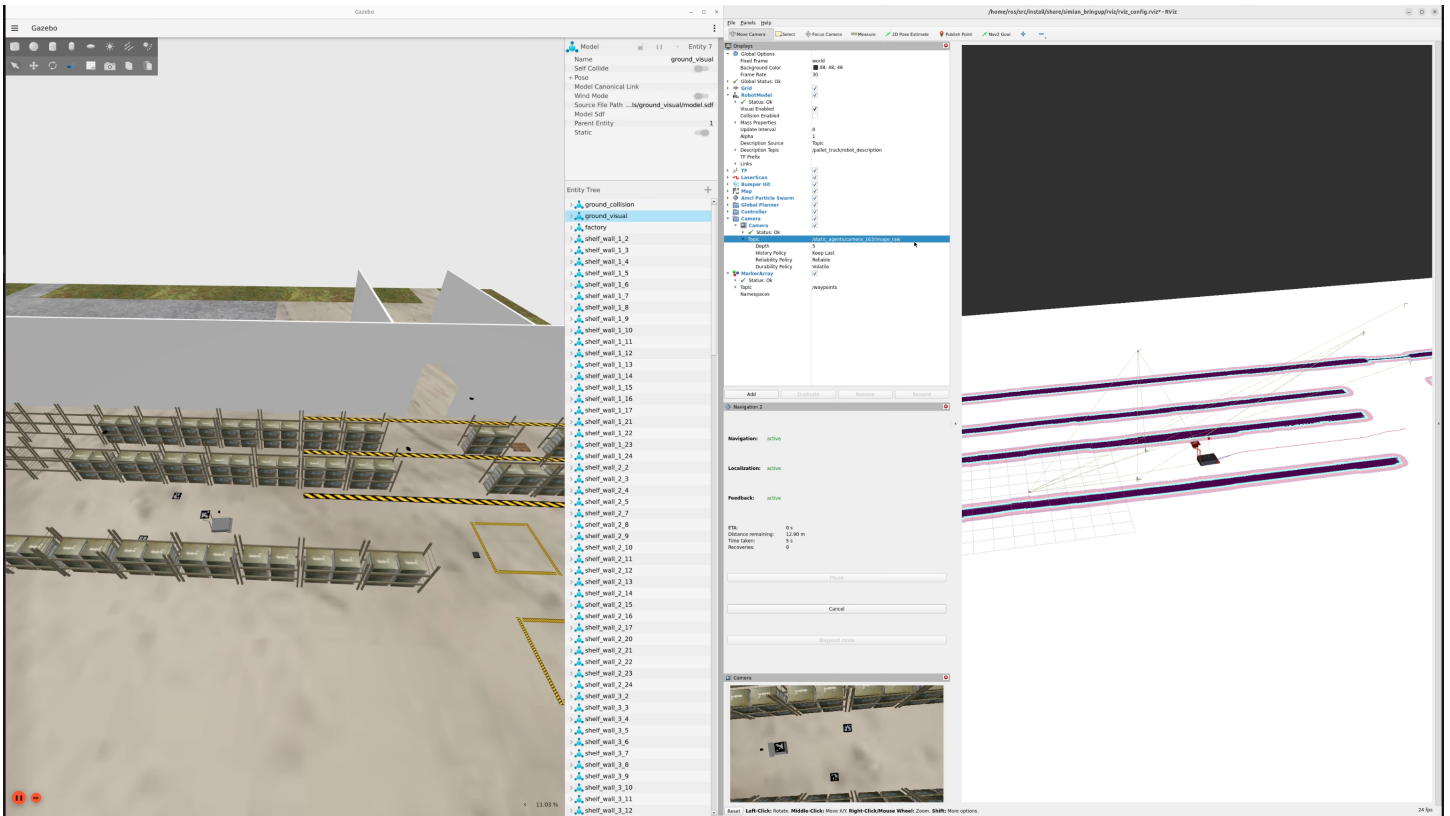 Gazebo
Gazebo
Model
Entity 7
Name ground_visual
Self Collide
+ Pose
Model Canonical Link
Wind Mode
Source File Path ...ls/ground_visual/model.sdf
Model Sdf
Parent Entity 1
Static
Entity Tree
ground_collision
ground_visual
factory
shelf_wall_1_2
shelf_wall_1_3
shelf_wall_1_4
shelf_wall_1_5
shelf_wall_1_6
shelf_wall_1_7
shelf_wall_1_8
shelf_wall_1_9
shelf_wall_1_10
shelf_wall_1_11
shelf_wall_1_12
shelf_wall_1_13
shelf_wall_1_14
shelf_wall_1_15
shelf_wall_1_16
shelf_wall_1_17
shelf_wall_1_21
shelf_wall_1_22
shelf_wall_1_23
shelf_wall_1_24
shelf_wall_2_2
shelf_wall_2_3
shelf_wall_2_4
shelf_wall_2_5
shelf_wall_2_7
shelf_wall_2_8
shelf_wall_2_9
shelf_wall_2_10
shelf_wall_2_11
shelf_wall_2_12
shelf_wall_2_13
shelf_wall_2_14
shelf_wall_2_15
shelf_wall_2_16
shelf_wall_2_17
shelf_wall_2_20
shelf_wall_2_21
shelf_wall_2_22
shelf_wall_2_23
shelf_wall_2_24
shelf_wall_3_2
shelf_wall_3_3
shelf_wall_3_4
shelf_wall_3_5
shelf_wall_3_6
shelf_wall_3_7
shelf_wall_3_8
shelf_wall_3_9
shelf_wall_3_10
shelf_wall_3_11
shelf_wall_3_12
11.03 %
/home/ros/src/install/share/simlan_bringup/rviz/rviz_config.rviz* - RViz
File Panels Help
Move Camera Select Focus Camera Measure 2D Pose Estimate Publish Point Nav2 Goal
Displays
Global Options
Fixed Frame world
Background Color 48; 48; 48
Frame Rate 30
Global Status: Ok
Grid
RobotModel
Status: Ok
Visual Enabled
Collision Enabled
Mass Properties
Update Interval 0
Alpha 1
Description Source Topic
Description Topic /pallet_truck/robot_description
TF Prefix
Links
TF
LaserScan
Bumper Hit
Map
Amcl Particle Swarm
Global Planner
Controller
Camera
Camera
Status: Ok
Topic /static_agents/camera_163/image_raw
Depth 5
History Policy Keep Last
Reliability Policy Reliable
Durability Policy Volatile
MarkerArray
Status: Ok
Topic /waypoints
Namespaces
Add Duplicate Remove Rename
Navigation 2
Navigation: active
Localization: active
Feedback: active
ETA: 0 s
Distance remaining: 12.90 m
Time taken: 5 s
Recoveries: 0
Pause
Cancel
Waypoint mode
Camera
Reset Left-Click: Rotate. Middle-Click: Move X/Y. Right-Click/Mouse Wheel: Zoom. Shift: More options.
24 fps